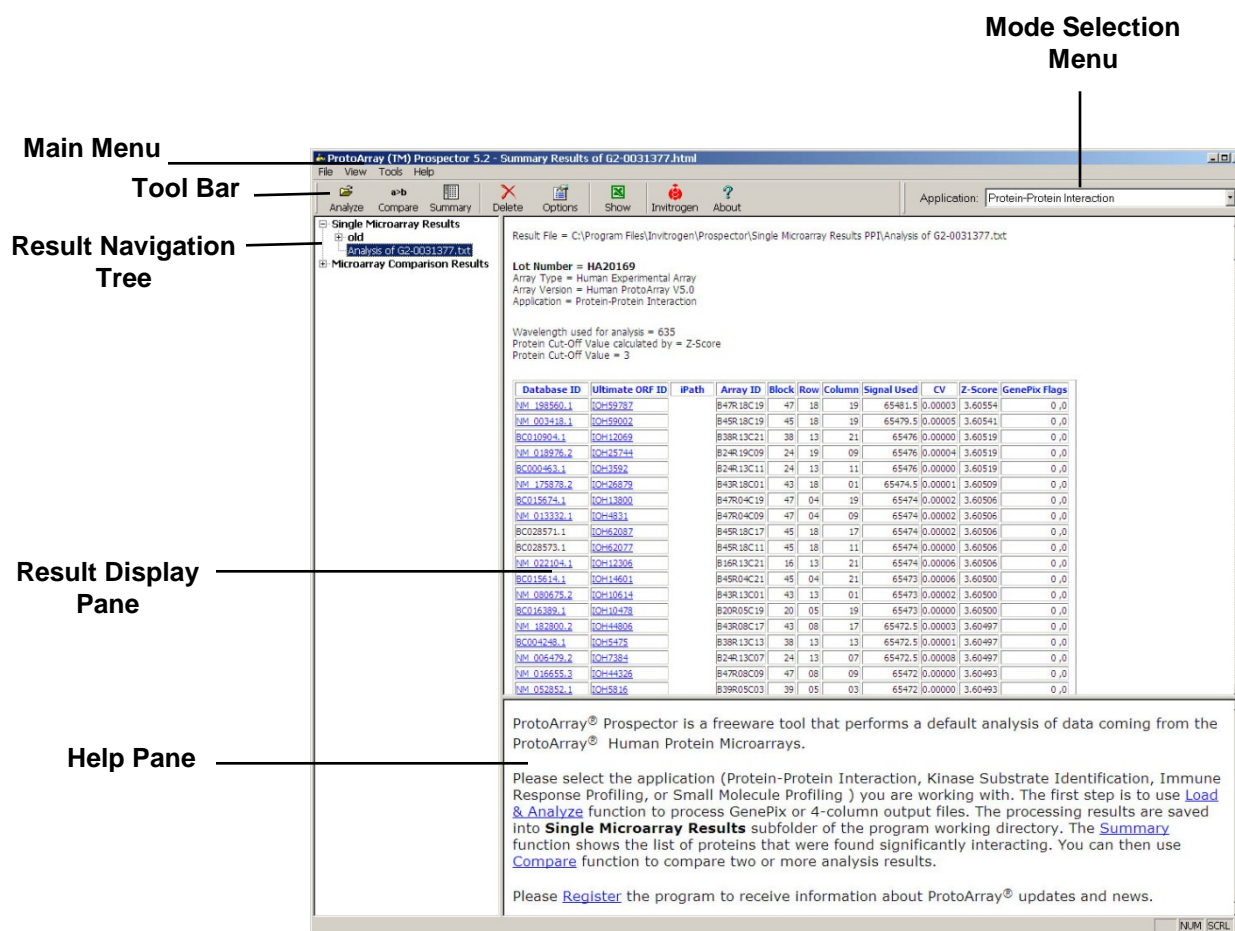 Mode Selection
Menu
Main Menu
Tool Bar
Result Navigation
Tree
Result Display
Pane
Help Pane
ProtoArray (TM) Prospector 5.2 - Summary Results of G2-0031377.html
File View Tools Help
Analyze Compare a>b Summary Delete Options Show Invitrogen ? About Application: Protein-Protein Interaction
Single Microarray Results
old
Analysis of G2-0031377.txt
Microarray Comparison Results
Result File = C:\Program Files\Invitrogen\Prospector\Single Microarray Results PPI\Analysis of G2-0031377.txt
Lot Number = HA20169
Array Type = Human Experimental Array
Array Version = Human ProtoArray V5.0
Application = Protein-Protein Interaction
Wavelength used for analysis = 635
Protein Cut-Off Value calculated by = Z-Score
Protein Cut-Off Value = 3
Database ID Ultimate ORF ID iPath Array ID Block Row Column Signal Used CV Z-Score GenePix Flags
NM_198560.1 IOH59787 B47R18C19 47 18 19 65481.5 0.00003 3.60554 0 ,0
NM_003418.1 IOH59002 B45R18C19 45 18 19 65479.5 0.00005 3.60541 0 ,0
BC010904.1 IOH12069 B38R13C21 38 13 21 65476 0.00000 3.60519 0 ,0
NM_018976.2 IOH25744 B24R19C09 24 19 09 65476 0.00004 3.60519 0 ,0
BC000463.1 IOH3592 B24R13C11 24 13 11 65476 0.00000 3.60519 0 ,0
NM_175878.2 IOH26879 B43R18C01 43 18 01 65474.5 0.00001 3.60509 0 ,0
BC015674.1 IOH13800 B47R04C19 47 04 19 65474 0.00002 3.60506 0 ,0
NM_013332.1 IOH4831 B47R04C09 47 04 09 65474 0.00002 3.60506 0 ,0
BC028571.1 IOH62087 B45R18C17 45 18 17 65474 0.00002 3.60506 0 ,0
BC028573.1 IOH62077 B45R18C11 45 18 11 65474 0.00000 3.60506 0 ,0
NM_022104.1 IOH12306 B16R13C21 16 13 21 65474 0.00006 3.60506 0 ,0
BC015614.1 IOH14601 B45R04C21 45 04 21 65473 0.00006 3.60500 0 ,0
NM_080675.2 IOH10614 B43R13C01 43 13 01 65473 0.00002 3.60500 0 ,0
BC016389.1 IOH10478 B20R05C19 20 05 19 65473 0.00000 3.60500 0 ,0
NM_182800.2 IOH44806 B43R08C17 43 08 17 65472.5 0.00003 3.60497 0 ,0
BC004248.1 IOH5475 B38R13C13 38 13 13 65472.5 0.00001 3.60497 0 ,0
NM_006479.2 IOH7384 B24R13C07 24 13 07 65472.5 0.00008 3.60497 0 ,0
NM_016655.3 IOH44326 B47R08C09 47 08 09 65472 0.00000 3.60493 0 ,0
NM_052852.1 IOH5816 B39R05C03 39 05 03 65472 0.00000 3.60493 0 ,0
ProtoArray® Prospector is a freeware tool that performs a default analysis of data coming from the
ProtoArray® Human Protein Microarrays.
Please select the application (Protein-Protein Interaction, Kinase Substrate Identification, Immune
Response Profiling, or Small Molecule Profiling ) you are working with. The first step is to use Load
& Analyze function to process GenePix or 4-column output files. The processing results are saved
into Single Microarray Results subfolder of the program working directory. The Summary
function shows the list of proteins that were found significantly interacting. You can then use
Compare function to compare two or more analysis results.
Please Register the program to receive information about ProtoArray® updates and news.
NUM SCRL